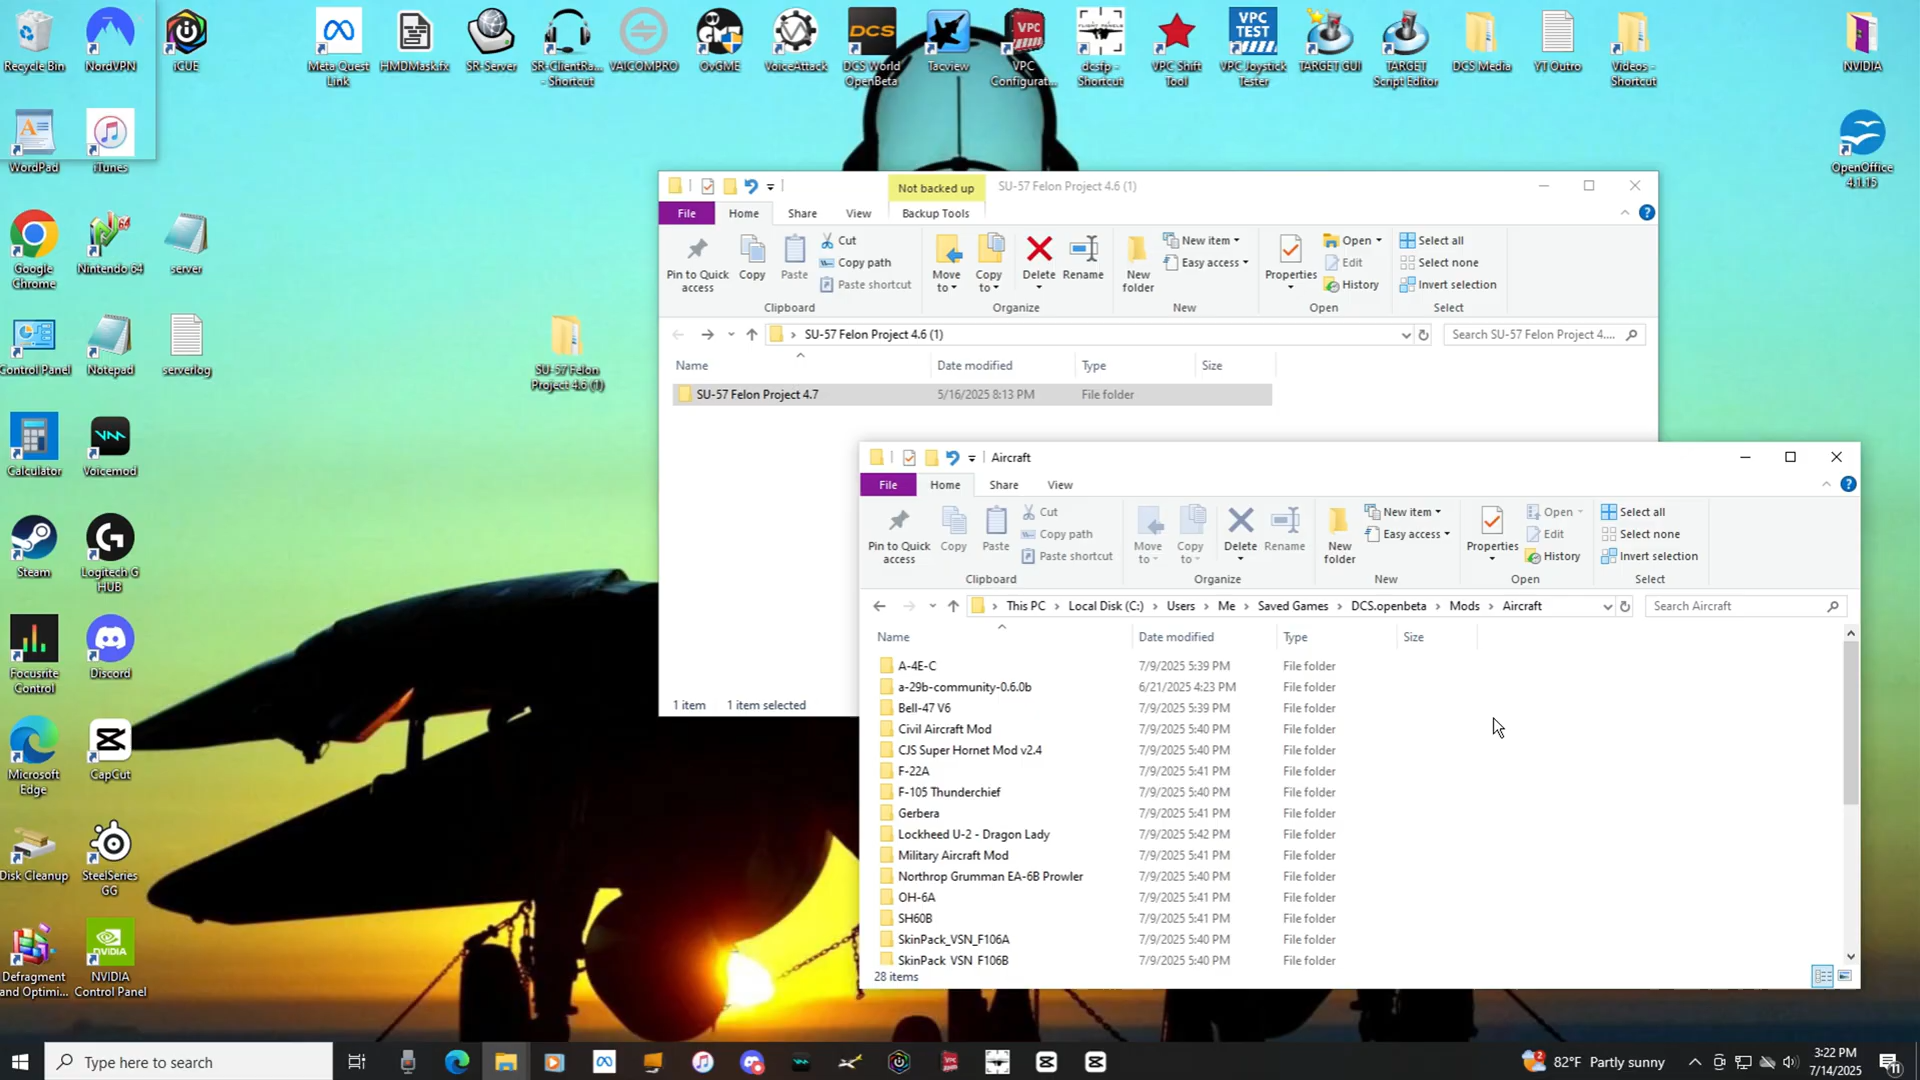 Recycle Bin
NordVPN
iCUE
Meta Quest
Link
HMDMask.fx
SR-Server
SR-ClientRa...
- Shortcut
VAICOMPRO
OvGME
VoiceAttack
DCS
DCS World
OpenBeta
Tacview
VPC
VPC
Configurat...
FLIGHT PANELS
dcsfp -
Shortcut
VPC Shift
Tool
VPC
TEST
VPC Joystick
Tester
TARGET GUI
TARGET
Script Editor
DCS Media
YT Outro
Videos -
Shortcut
NVIDIA
WordPad
iTunes
OpenOffice
4.1.15
Google
Chrome
Nintendo 64
server
Control Panel
Notepad
serverlog
SU-57 Felon
Project 4.6 (1)
Calculator
Voicemod
Steam
Logitech G
HUB
Focusrite
Control
Discord
Microsoft
Edge
CapCut
Disk Cleanup
SteelSeries
GG
Defragment
and Optimi...
NVIDIA
Control Panel
Not backed up
SU-57 Felon Project 4.6 (1)
File
Home
Share
View
Backup Tools
Pin to Quick
access
Copy
Paste
Cut
Copy path
Paste shortcut
Clipboard
Move
to
Copy
to
Delete
Rename
Organize
New
folder
New item
Easy access
New
Properties
Open
Edit
History
Open
Select all
Select none
Invert selection
Select
SU-57 Felon Project 4.6 (1)
Search SU-57 Felon Project 4....
Name
Date modified
Type
Size
SU-57 Felon Project 4.7
5/16/2025 8:13 PM
File folder
1 item
1 item selected
Aircraft
File
Home
Share
View
Pin to Quick
access
Copy
Paste
Cut
Copy path
Paste shortcut
Clipboard
Move
to
Copy
to
Delete
Rename
Organize
New
folder
New item
Easy access
New
Properties
Open
Edit
History
Open
Select all
Select none
Invert selection
Select
This PC > Local Disk (C:) > Users > Me > Saved Games > DCS.openbeta > Mods > Aircraft
Search Aircraft
Name Date modified Type Size
A-4E-C 7/9/2025 5:39 PM File folder
a-29b-community-0.6.0b 6/21/2025 4:23 PM File folder
Bell-47 V6 7/9/2025 5:39 PM File folder
Civil Aircraft Mod 7/9/2025 5:40 PM File folder
CJS Super Hornet Mod v2.4 7/9/2025 5:40 PM File folder
F-22A 7/9/2025 5:41 PM File folder
F-105 Thunderchief 7/9/2025 5:40 PM File folder
Gerbera 7/9/2025 5:41 PM File folder
Lockheed U-2 - Dragon Lady 7/9/2025 5:42 PM File folder
Military Aircraft Mod 7/9/2025 5:41 PM File folder
Northrop Grumman EA-6B Prowler 7/9/2025 5:40 PM File folder
OH-6A 7/9/2025 5:41 PM File folder
SH60B 7/9/2025 5:41 PM File folder
SkinPack_VSN_F106A 7/9/2025 5:40 PM File folder
SkinPack_VSN_F106B 7/9/2025 5:40 PM File folder
28 items
Type here to search
82°F Partly sunny
3:22 PM
7/14/2025
11